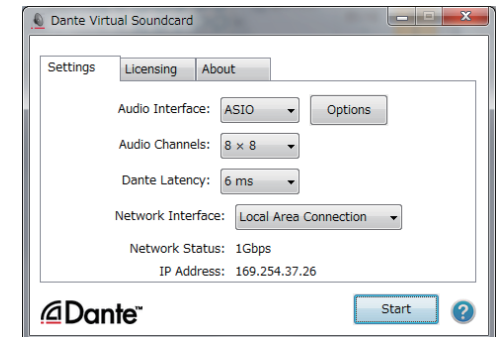 Dante Virtual Soundcard
Settings Licensing About
Audio Interface: ASIO Options
Audio Channels: 8 × 8
Dante Latency: 6 ms
Network Interface: Local Area Connection
Network Status: 1Gbps
IP Address: 169.254.37.26
Dante™ Start ?